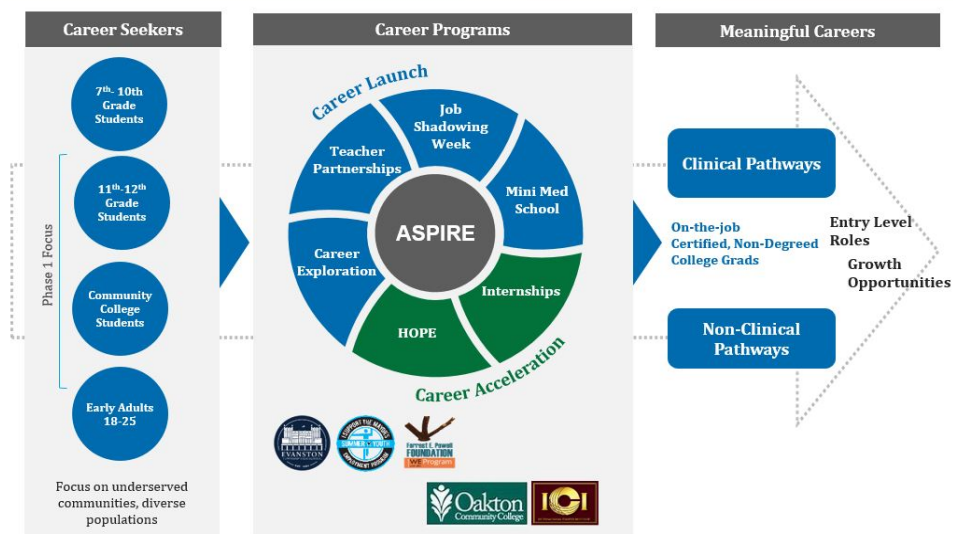 Career Seekers
7th- 10th
Grade
Students
11th-12th
Grade
Students
Phase 1 Focus
Community
College
Students
Early Adults
18-25
Focus on underserved
communities, diverse
populations
Career Programs
Career Launch
Job
Shadowing
Week
Teacher
Partnerships
Mini Med
School
ASPIRE
Career
Exploration
Internships
HOPE
Career Acceleration
EVANSTON
I SUPPORT THE MAYOR'S
SUMMER YOUTH
EMPLOYMENT PROGRAM
Forrest E. Powell
FOUNDATION
WE Program
Oakton
Community College
ICI
Meaningful Careers
Clinical Pathways
On-the-job
Certified, Non-Degreed
College Grads
Entry Level
Roles
Growth
Opportunities
Non-Clinical
Pathways